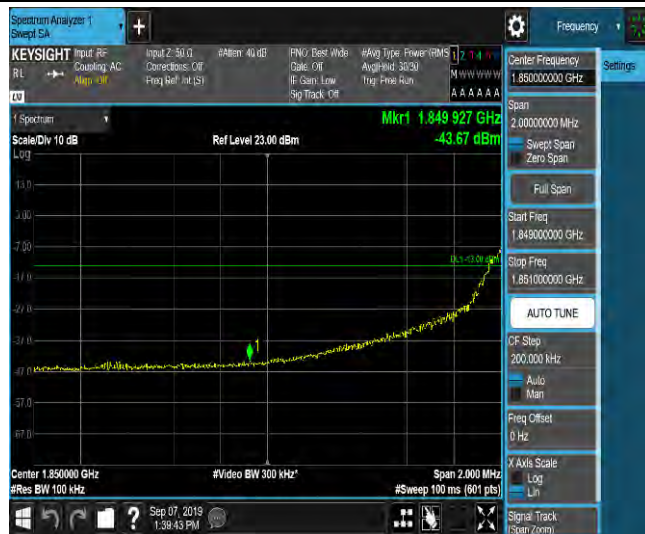 Spectrum Analyzer 1
Swept SA
+
Frequency
KEYSIGHT
Input: RF
Coupling: AC
Align: Off
Input Z: 50 Ω
Corrections: Off
Freq Ref: Int (S)
#Atten: 40 dB
PNO: Best Wide
Gate: Off
IF Gain: Low
Sig Track: Off
#Avg Type: Power (RMS
Avg|Hold: 30/30
Trig: Free Run
M W W W W W
A A A A A A
RL
LV
1 Spectrum
Scale/Div 10 dB
Log
Ref Level 23.00 dBm
Mkr1 1.849 927 GHz
-43.67 dBm
13.0
3.00
-7.00
DL1 -13.00 dBm
-17.0
-27.0
-37.0
1
-47.0
-57.0
-67.0
Center 1.850000 GHz
#Res BW 100 kHz
#Video BW 300 kHz*
Span 2.000 MHz
#Sweep 100 ms (601 pts)
Sep 07, 2019
1:39:43 PM
?
Center Frequency
1.850000000 GHz
Settings
Span
2.00000000 MHz
Swept Span
Zero Span
Full Span
Start Freq
1.849000000 GHz
Stop Freq
1.851000000 GHz
AUTO TUNE
CF Step
200.000 kHz
Auto
Man
Freq Offset
0 Hz
X Axis Scale
Log
Lin
Signal Track
(Span Zoom)